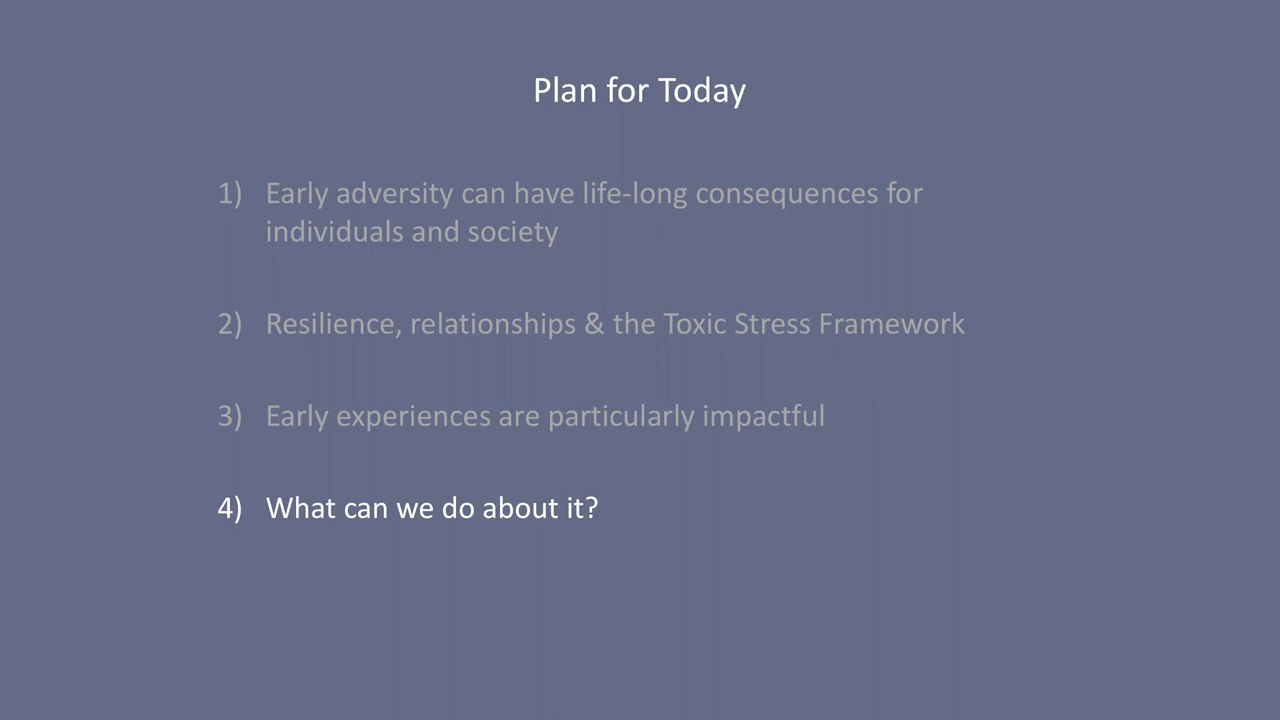 Plan for Today
1) Early adversity can have life-long consequences for
individuals and society
2) Resilience, relationships & the Toxic Stress Framework
3) Early experiences are particularly impactful
4) What can we do about it?